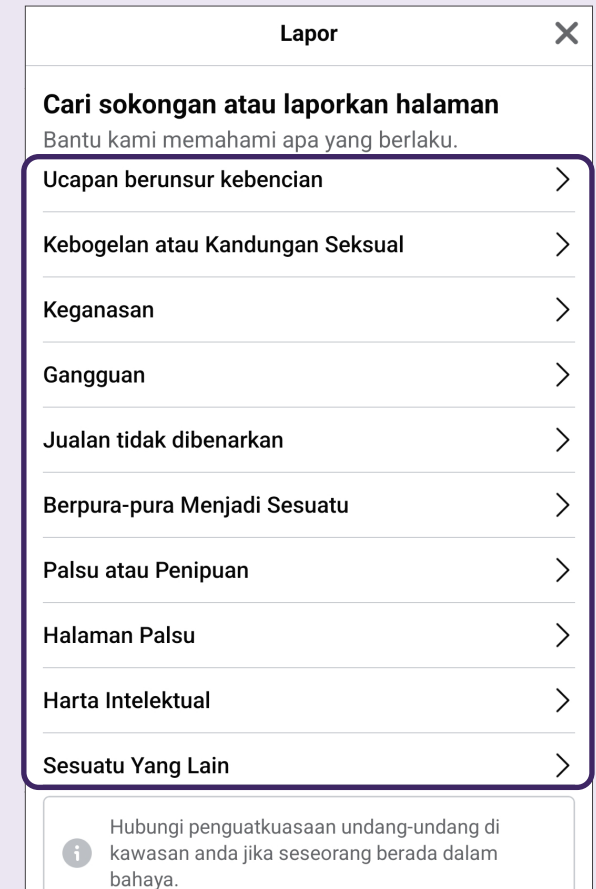 Lapor
Cari sokongan atau laporkan halaman
Bantu kami memahami apa yang berlaku.
Ucapan berunsur kebencian
Kebogelan atau Kandungan Seksual
Keganasan
Gangguan
Jualan tidak dibenarkan
Berpura-pura Menjadi Sesuatu
Palsu atau Penipuan
Halaman Palsu
Harta Intelektual
Sesuatu Yang Lain
Hubungi penguatkuasaan undang-undang di
kawasan anda jika seseorang berada dalam
bahaya.